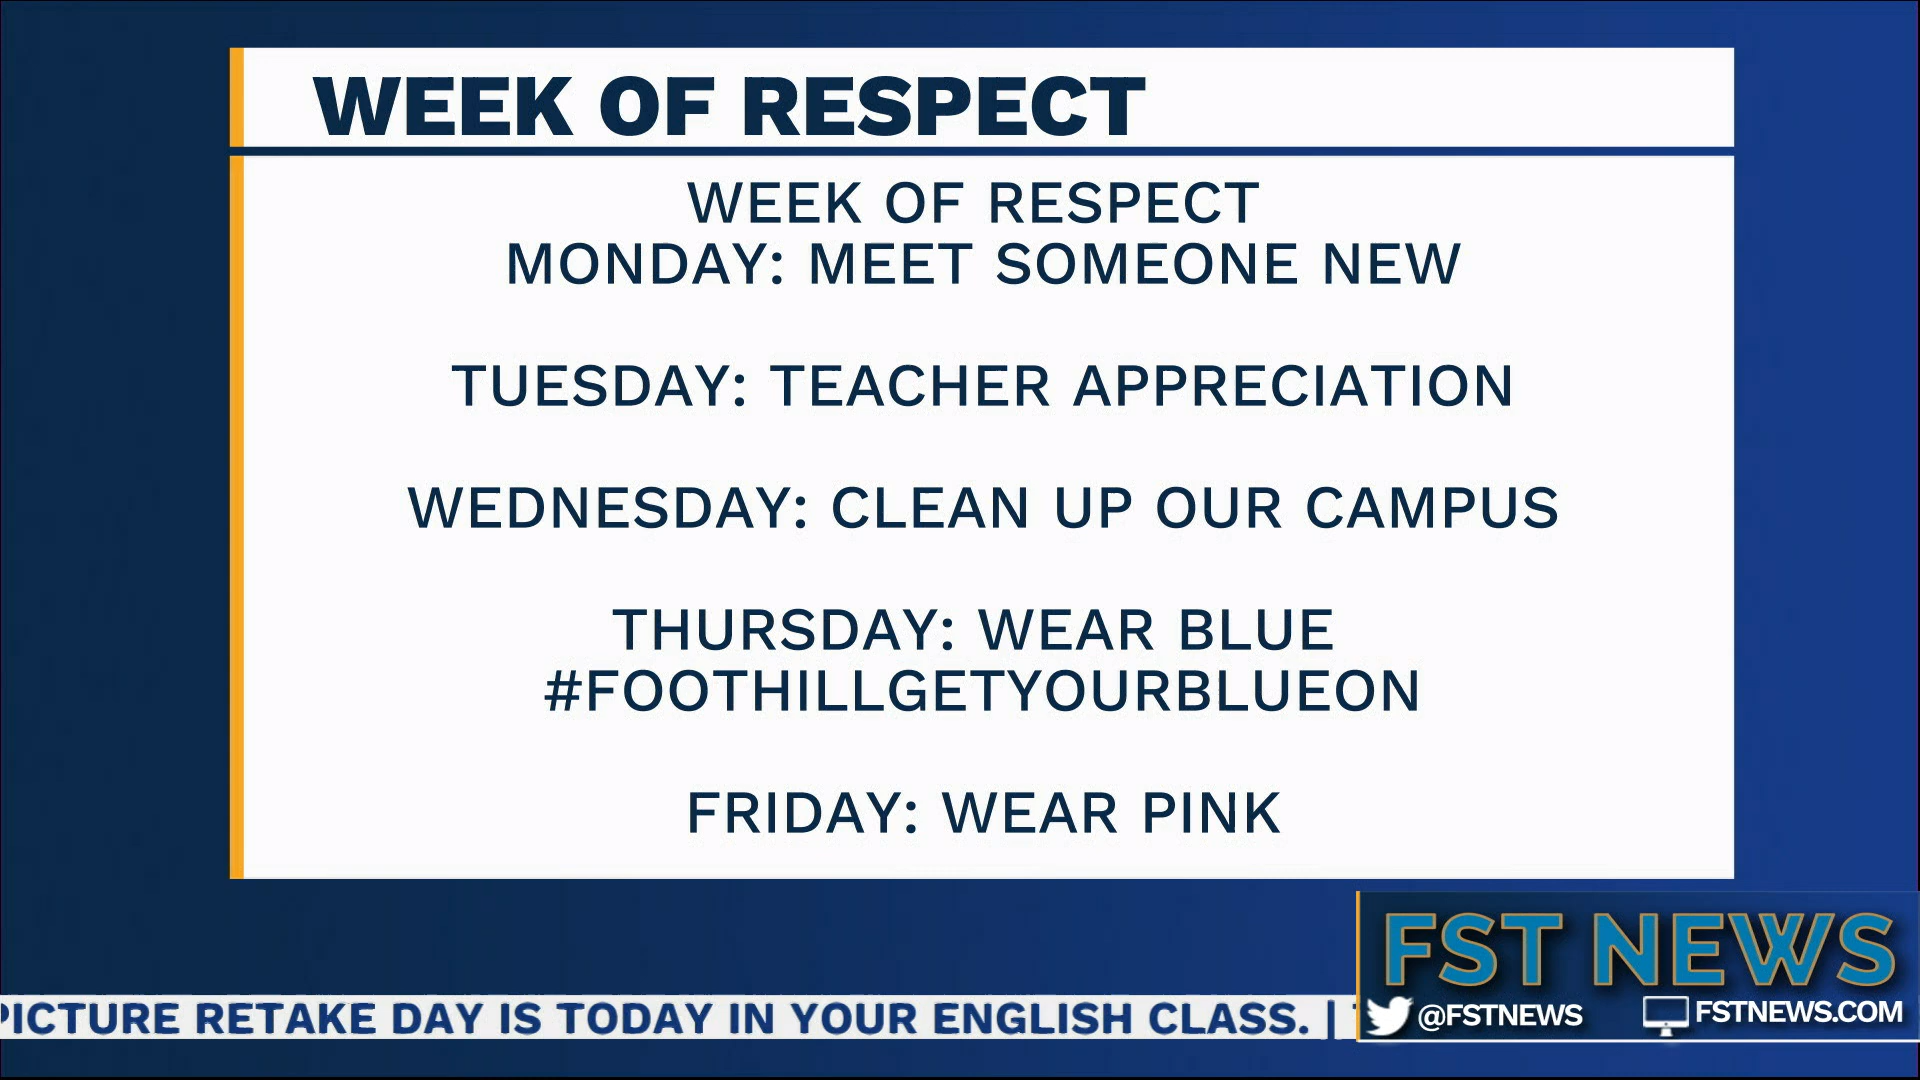 WEEK OF RESPECT
WEEK OF RESPECT
MONDAY: MEET SOMEONE NEW
TUESDAY: TEACHER APPRECIATION
WEDNESDAY: CLEAN UP OUR CAMPUS
THURSDAY: WEAR BLUE
#FOOTHILLGETYOURBLUEON
FRIDAY: WEAR PINK
FST NEWS
@FSTNEWS
FSTNEWS.COM
PICTURE RETAKE DAY IS TODAY IN YOUR ENGLISH CLASS. |